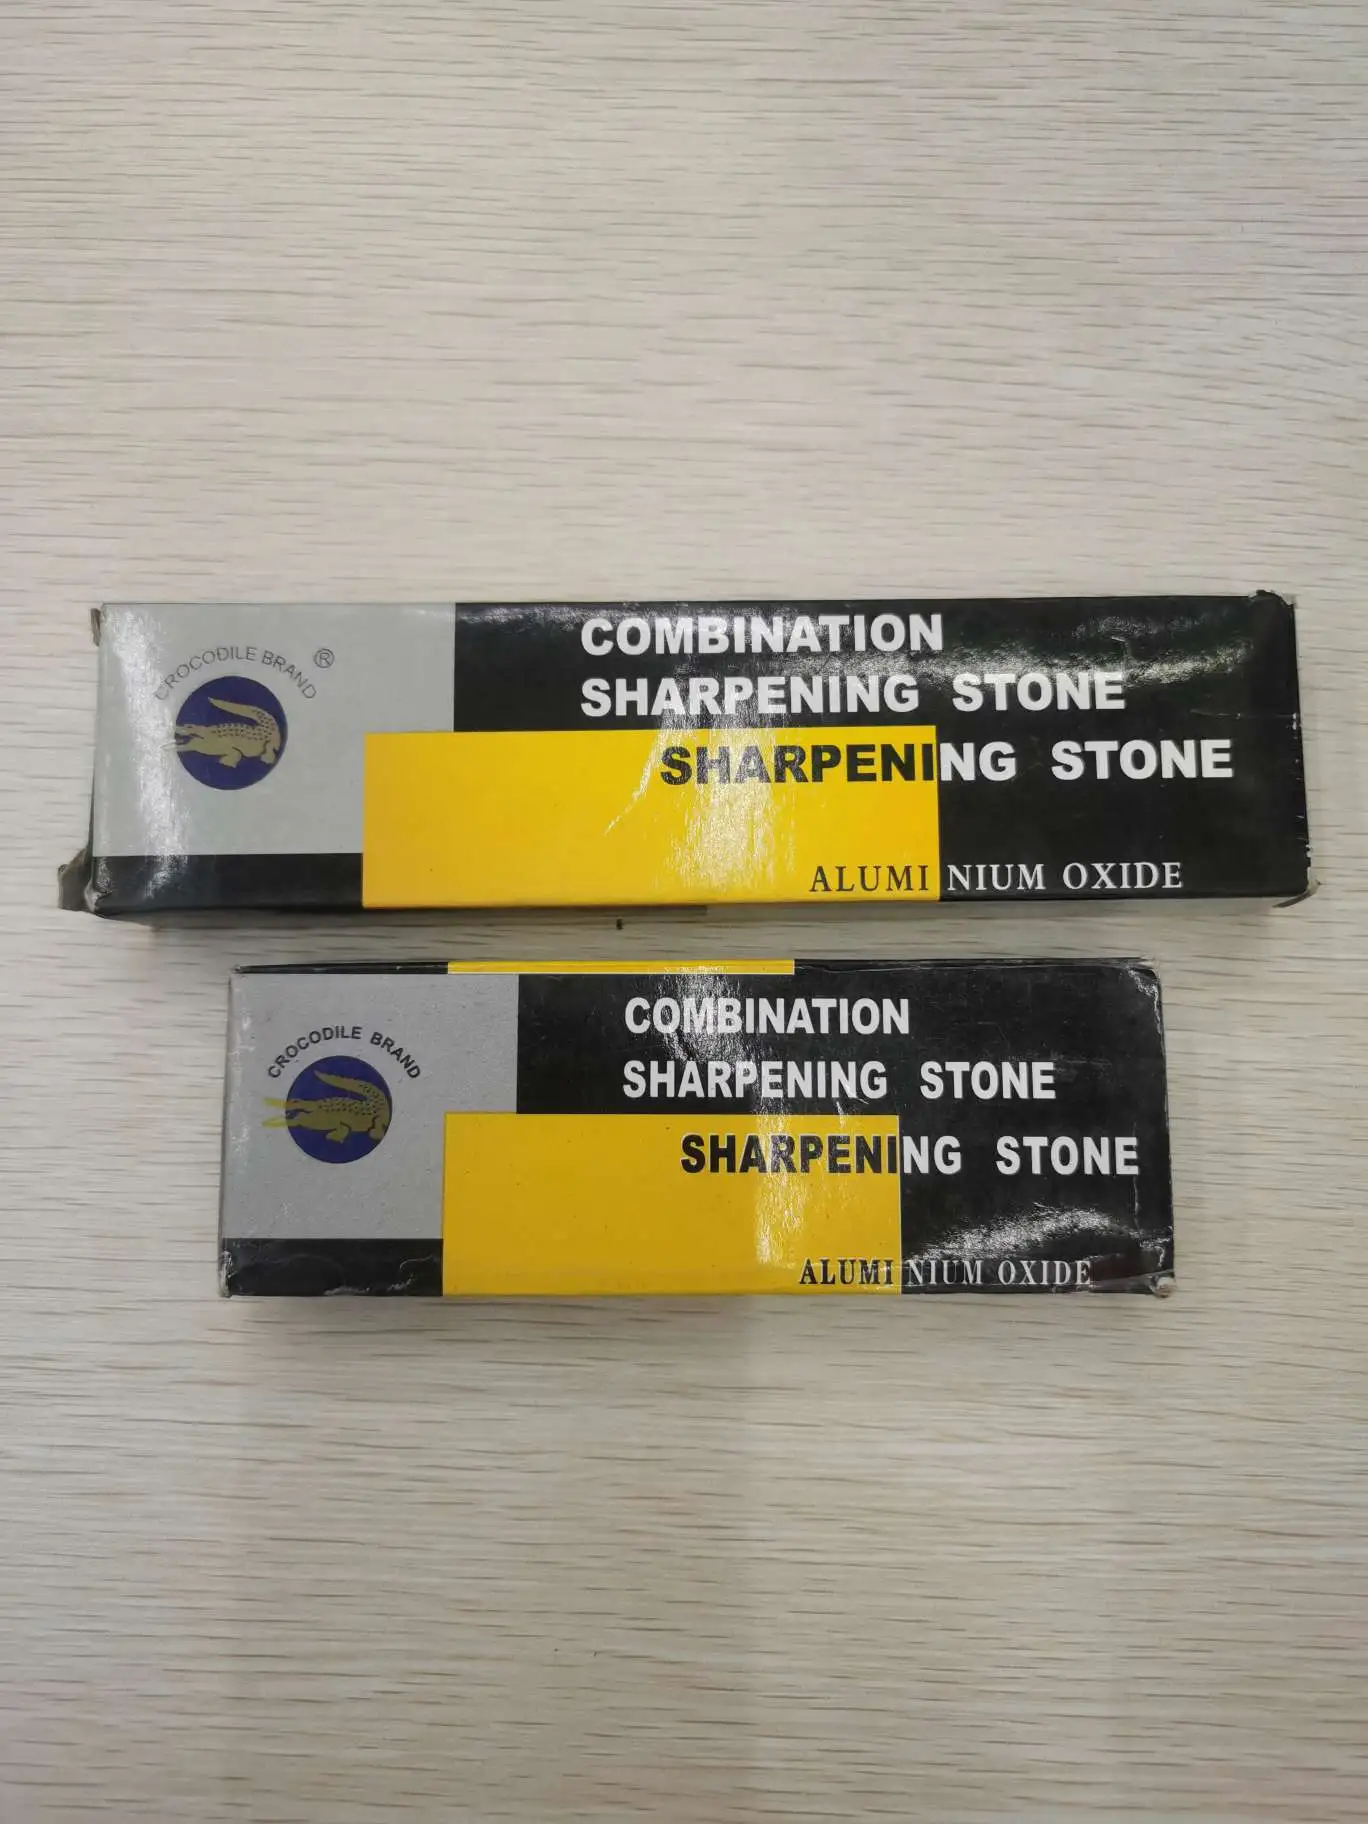 CROCODILE BRAND ®
COMBINATION
SHARPENING STONE
SHARPENING STONE
ALUMI NIUM OXIDE
CROCODILE BRAND
COMBINATION
SHARPENING STONE
SHARPENING STONE
ALUMI NIUM OXIDE